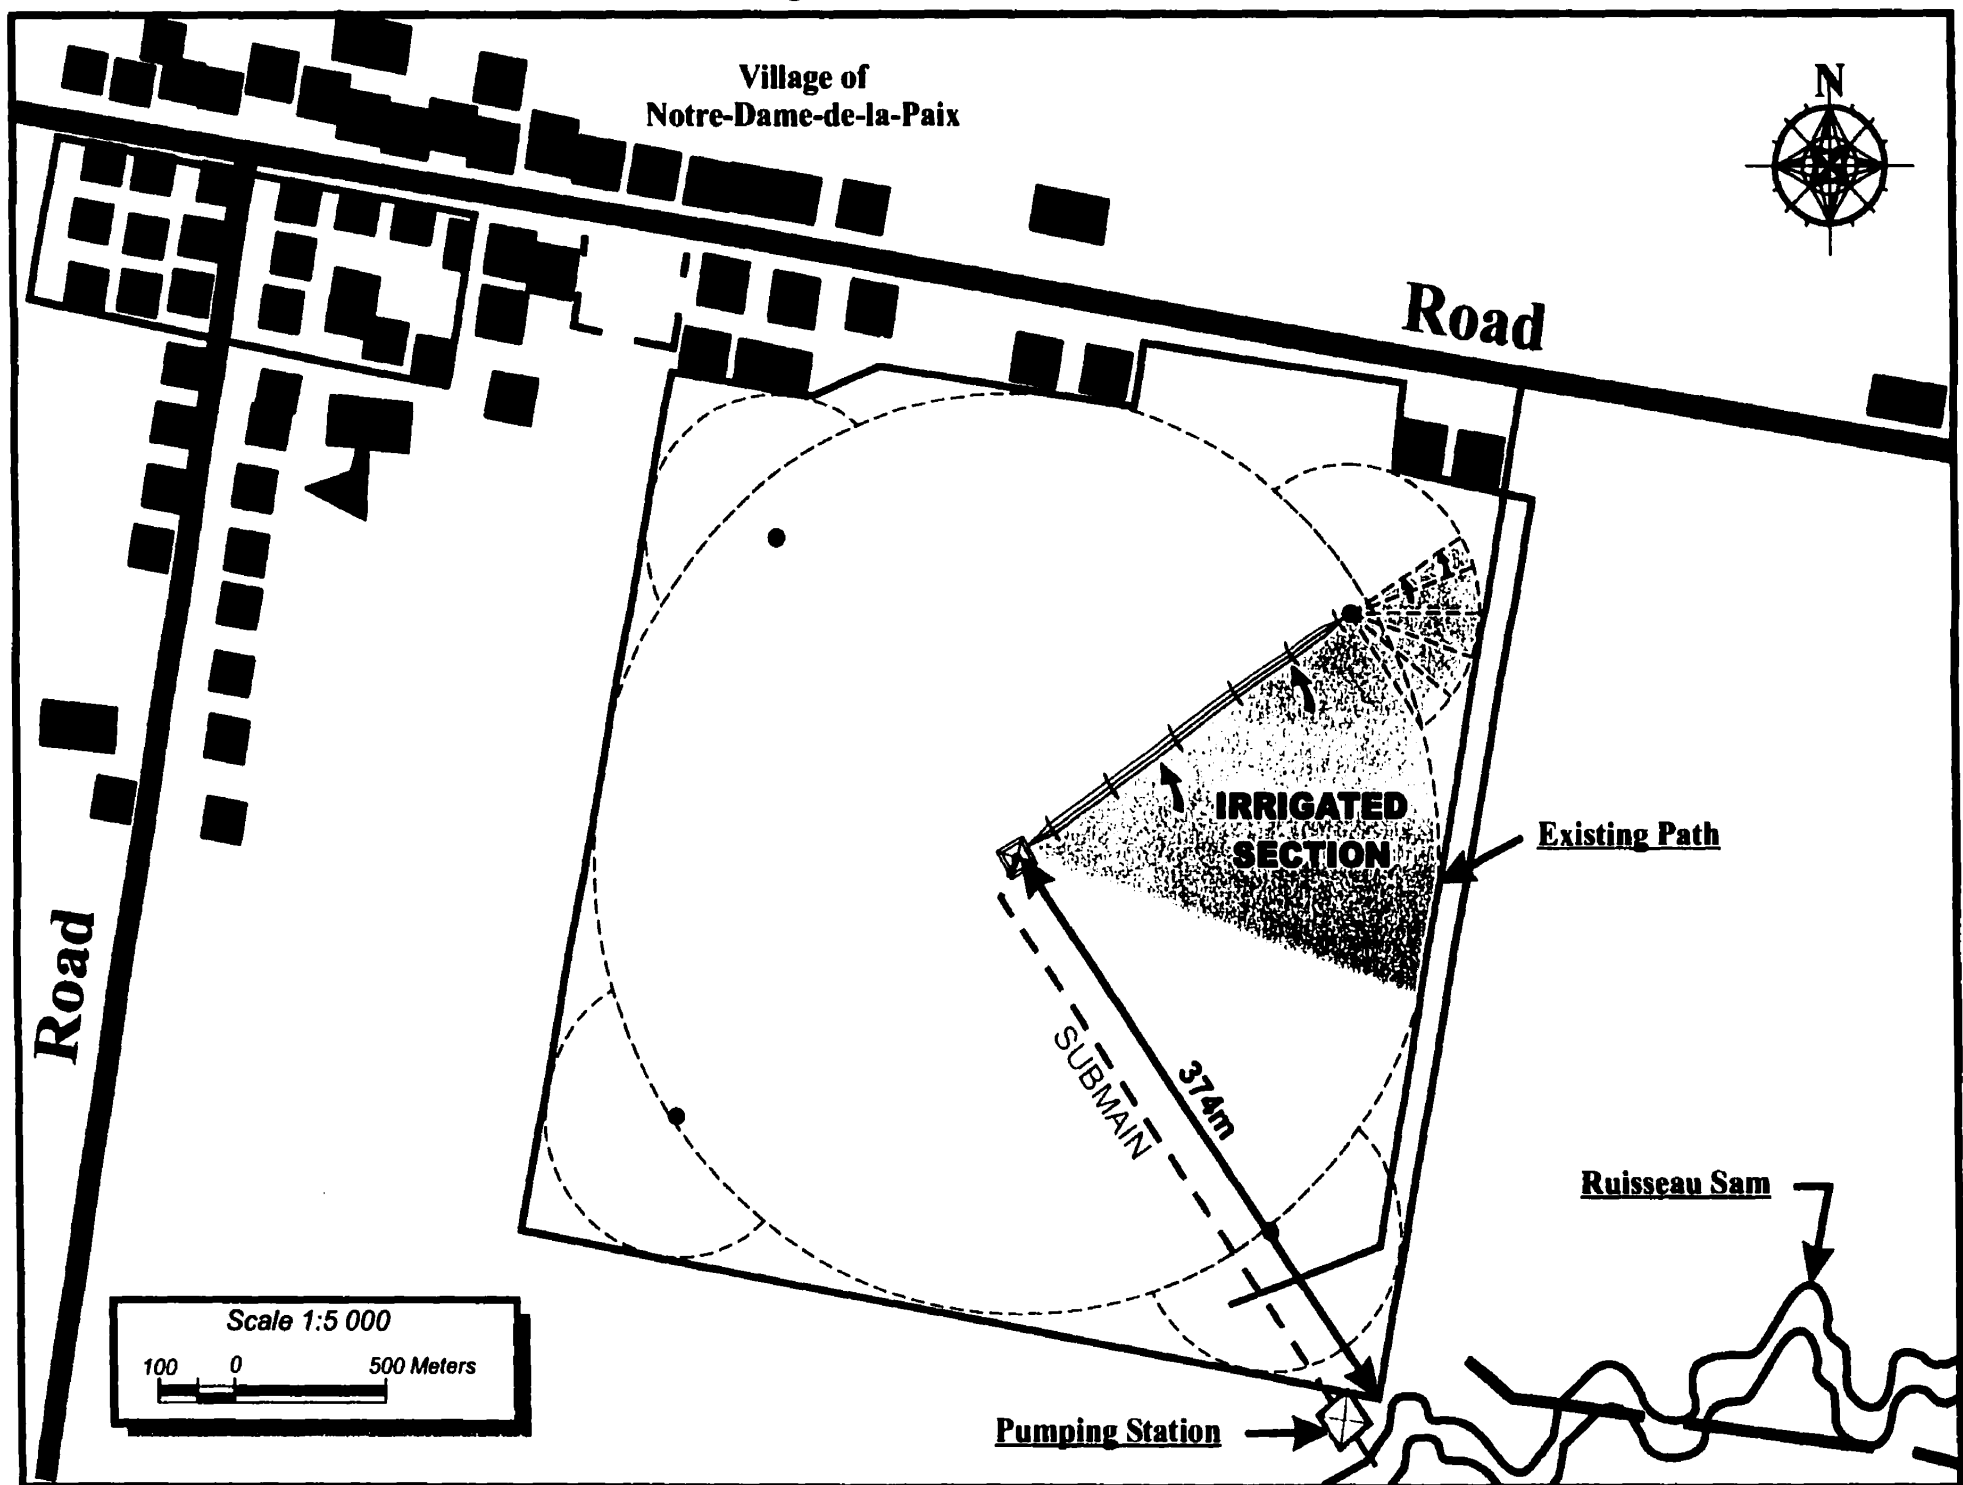 Village of
Notre-Dame-de-la-Paix
N
Road
IRRIGATED
SECTION
Existing Path
Road
SUBMAIN
374m
Ruisseau Sam
Scale 1:5 000
100 0 500 Meters
Pumping Station